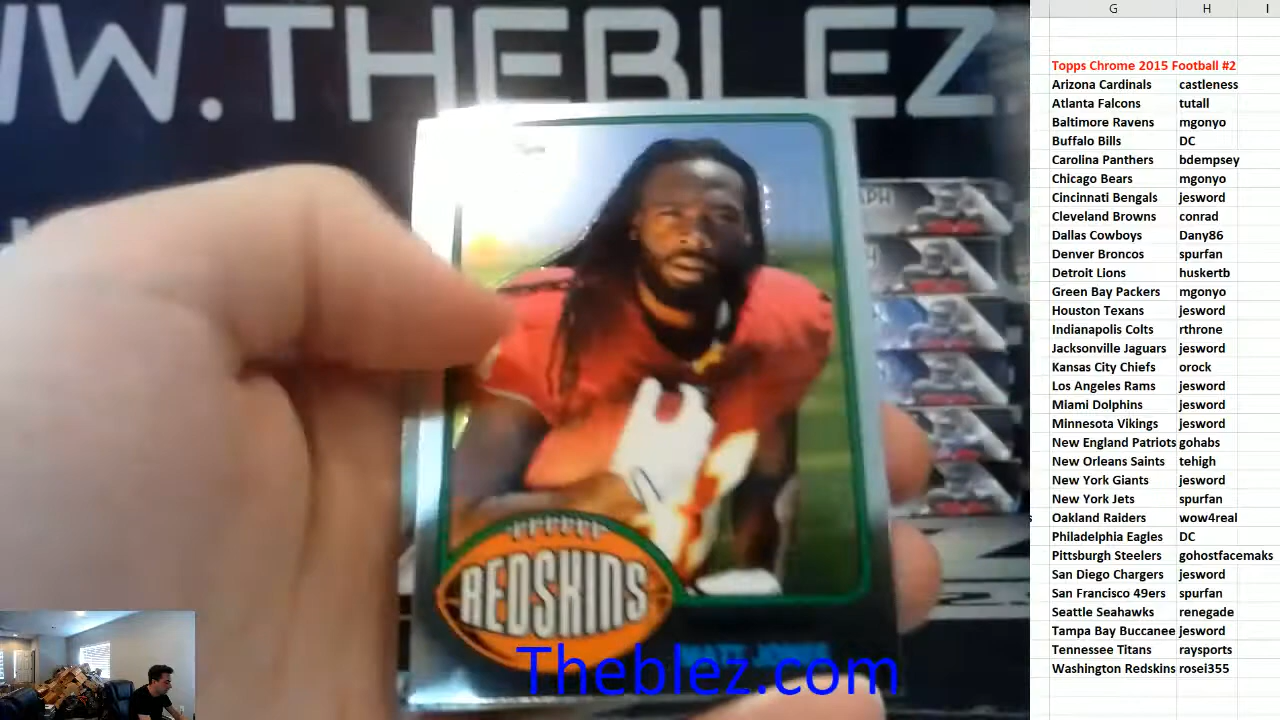 WW.THEBLEZ
REDSKINS
MATT JONES
Theblez.com
G H I
Topps Chrome 2015 Football #2
Arizona Cardinals castleness
Atlanta Falcons tutall
Baltimore Ravens mgonyo
Buffalo Bills DC
Carolina Panthers bdempsey
Chicago Bears mgonyo
Cincinnati Bengals jesword
Cleveland Browns conrad
Dallas Cowboys Dany86
Denver Broncos spurfan
Detroit Lions huskertb
Green Bay Packers mgonyo
Houston Texans jesword
Indianapolis Colts rthrone
Jacksonville Jaguars jesword
Kansas City Chiefs orock
Los Angeles Rams jesword
Miami Dolphins jesword
Minnesota Vikings jesword
New England Patriots gohabs
New Orleans Saints tehigh
New York Giants jesword
New York Jets spurfan
Oakland Raiders wow4real
Philadelphia Eagles DC
Pittsburgh Steelers gohostfacemaks
San Diego Chargers jesword
San Francisco 49ers spurfan
Seattle Seahawks renegade
Tampa Bay Buccanee jesword
Tennessee Titans raysports
Washington Redskins rosei355